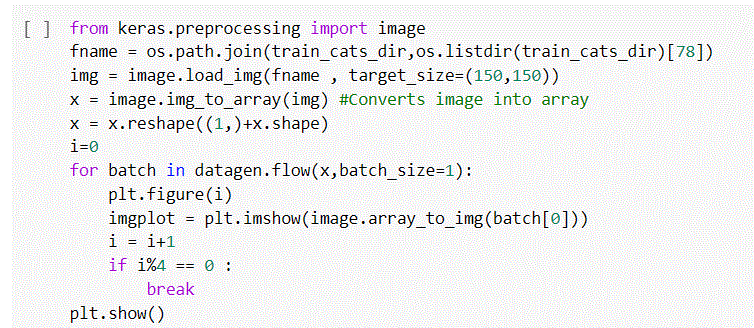 [ ] from keras.preprocessing import image
fname = os.path.join(train_cats_dir,os.listdir(train_cats_dir)[78])
img = image.load_img(fname , target_size=(150,150))
x = image.img_to_array(img) #Converts image into array
x = x.reshape((1,)+x.shape)
i=0
for batch in datagen.flow(x,batch_size=1):
    plt.figure(i)
    imgplot = plt.imshow(image.array_to_img(batch[0]))
    i = i+1
    if i%4 == 0 :
        break
plt.show()